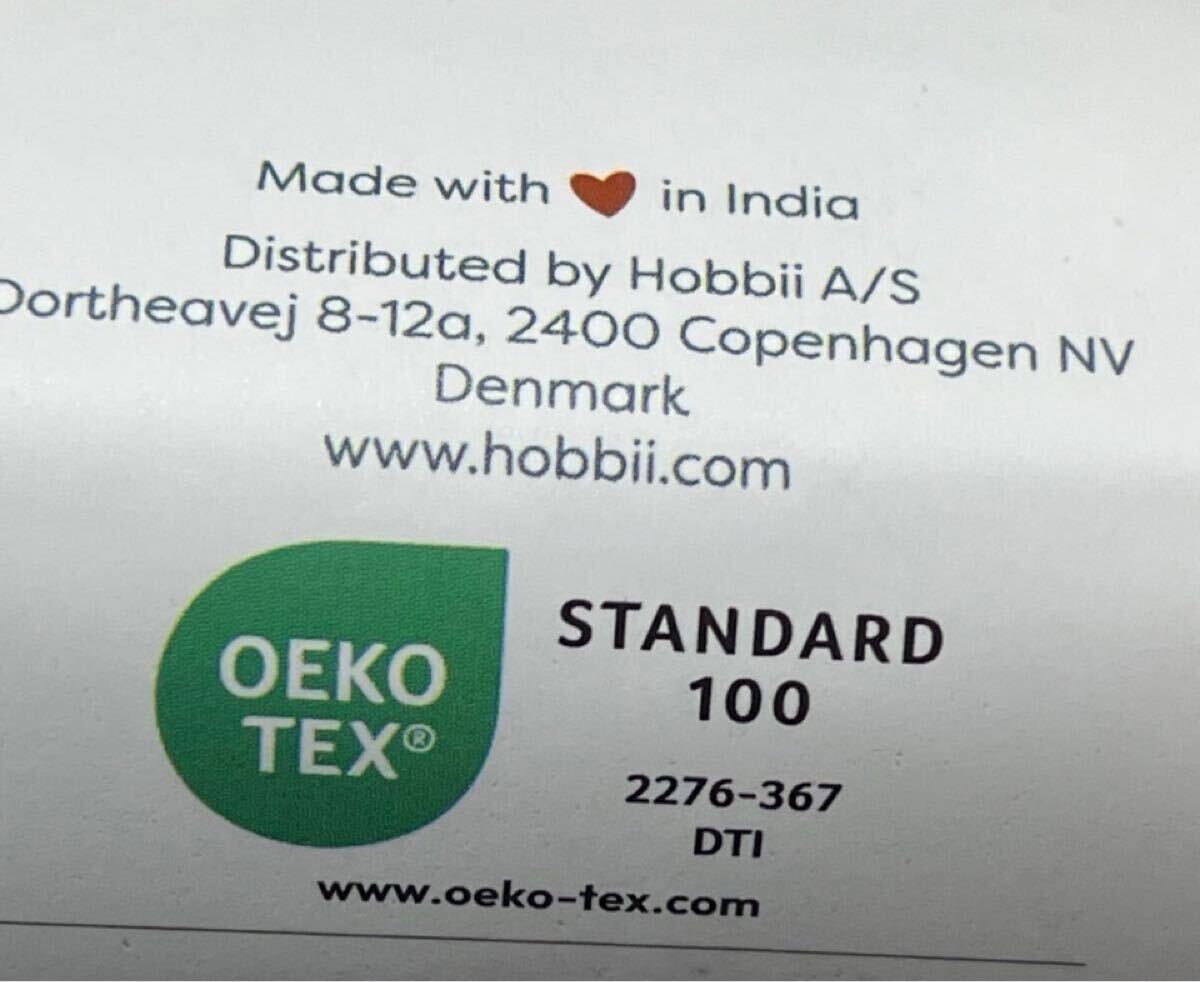 Made with ❤ in India
Distributed by Hobbii A/S
Dortheavej 8-12a, 2400 Copenhagen NV
Denmark
www.hobbii.com
OEKO
TEX®
STANDARD
100
2276-367
DTI
www.oeko-tex.com